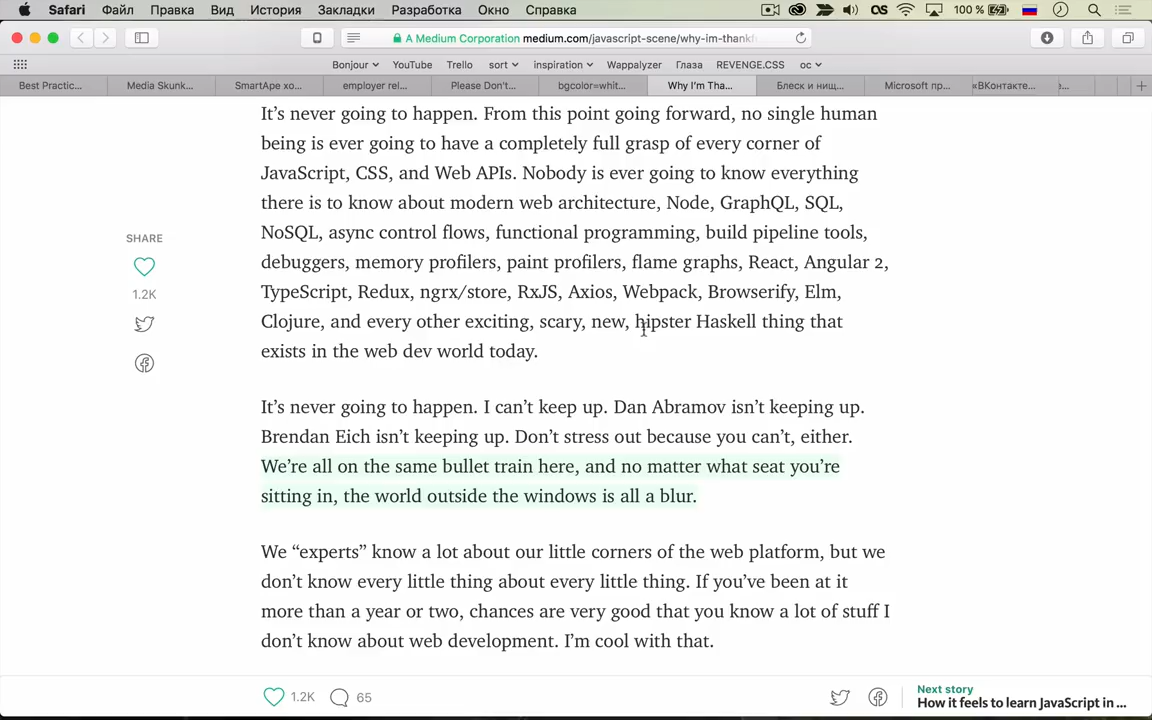 Safari Файл Правка Вид История Закладки Разработка Окно Справка 100 %
A Medium Corporation medium.com/javascript-scene/why-im-thankf
Bonjour YouTube Trello sort inspiration Wappalyzer Глаза REVENGE.CSS ос
Best Practic... Media Skunk... SmartApe хо... employer rel... Please Don't... bgcolor=whit... Why I'm Tha... Блеск и нищ... Microsoft пр... «ВКонтакте...
It's never going to happen. From this point going forward, no single human
being is ever going to have a completely full grasp of every corner of
JavaScript, CSS, and Web APIs. Nobody is ever going to know everything
there is to know about modern web architecture, Node, GraphQL, SQL,
NoSQL, async control flows, functional programming, build pipeline tools,
debuggers, memory profilers, paint profilers, flame graphs, React, Angular 2,
TypeScript, Redux, ngrx/store, RxJS, Axios, Webpack, Browserify, Elm,
Clojure, and every other exciting, scary, new, hipster Haskell thing that
exists in the web dev world today.
SHARE
1.2K
It's never going to happen. I can't keep up. Dan Abramov isn't keeping up.
Brendan Eich isn't keeping up. Don't stress out because you can't, either.
We're all on the same bullet train here, and no matter what seat you're
sitting in, the world outside the windows is all a blur.
We “experts” know a lot about our little corners of the web platform, but we
don't know every little thing about every little thing. If you've been at it
more than a year or two, chances are very good that you know a lot of stuff I
don't know about web development. I'm cool with that.
1.2K 65
Next story
How it feels to learn JavaScript in ...